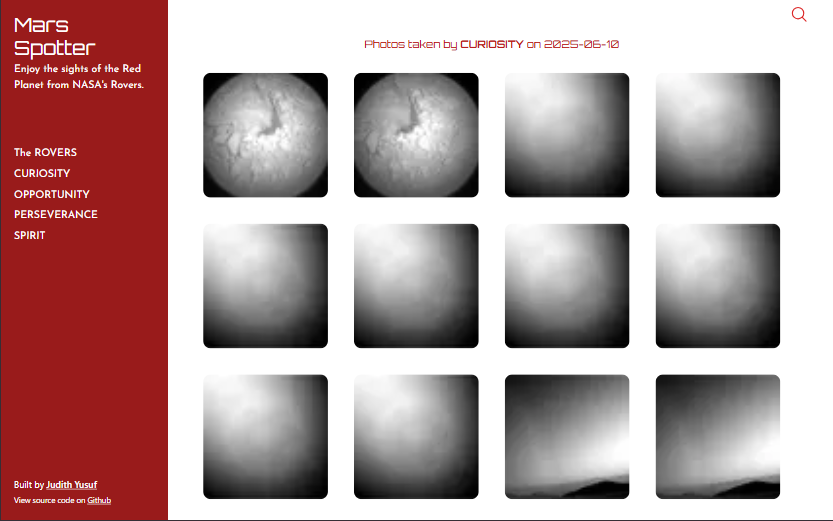 Mars
Spotter
Enjoy the sights of the Red
Planet from NASA's Rovers.
The ROVERS
CURIOSITY
OPPORTUNITY
PERSEVERANCE
SPIRIT
Built by Judith Yusuf
View source code on Github
Photos taken by CURIOSITY on 2025-06-10